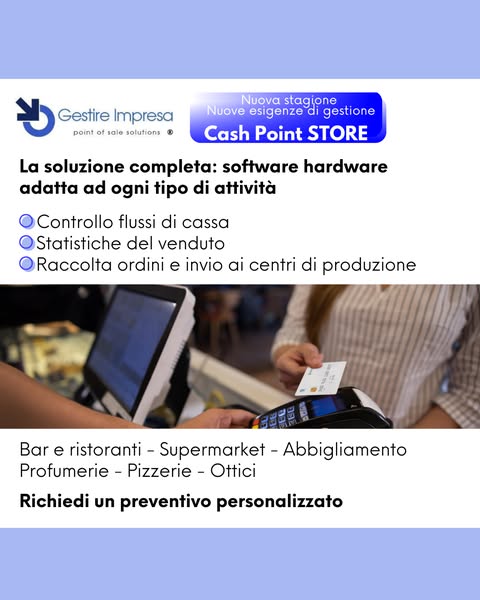 Gestire Impresa
point of sale solutions ®
Nuova stagione
Nuove esigenze di gestione
Cash Point STORE
La soluzione completa: software hardware
adatta ad ogni tipo di attività
Controllo flussi di cassa
Statistiche del venduto
Raccolta ordini e invio ai centri di produzione
Bar e ristoranti - Supermarket - Abbigliamento
Profumerie - Pizzerie - Ottici
Richiedi un preventivo personalizzato